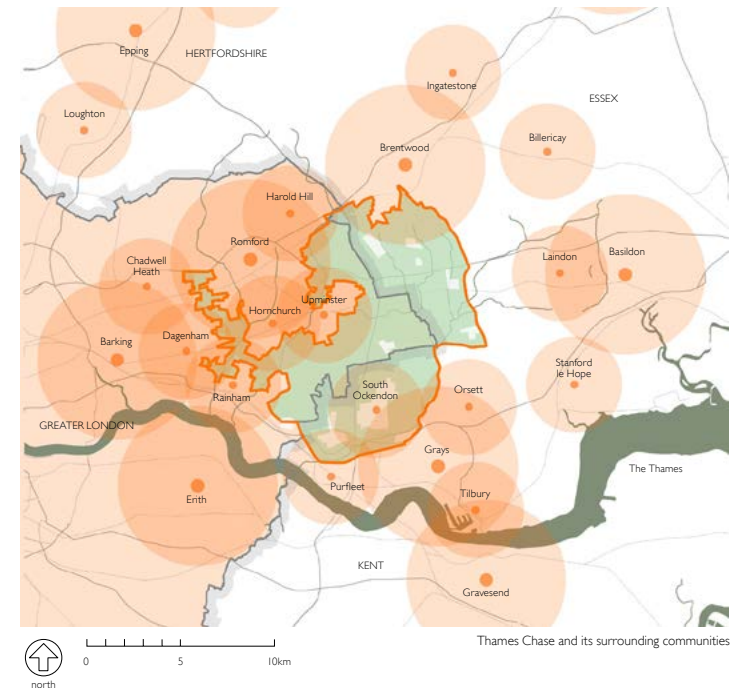 Epping
HERTFORDSHIRE
Ingatestone
ESSEX
Loughton
Billericay
Brentwood
Harold Hill
Romford
Chadwell
Heath
Laindon
Basildon
Upminster
Hornchurch
Dagenham
Barking
Stanford
le Hope
South
Ockendon
Orsett
Rainham
GREATER LONDON
Grays
The Thames
Purfleet
Tilbury
Erith
KENT
Gravesend
Thames Chase and its surrounding communities
0
5
10km
north